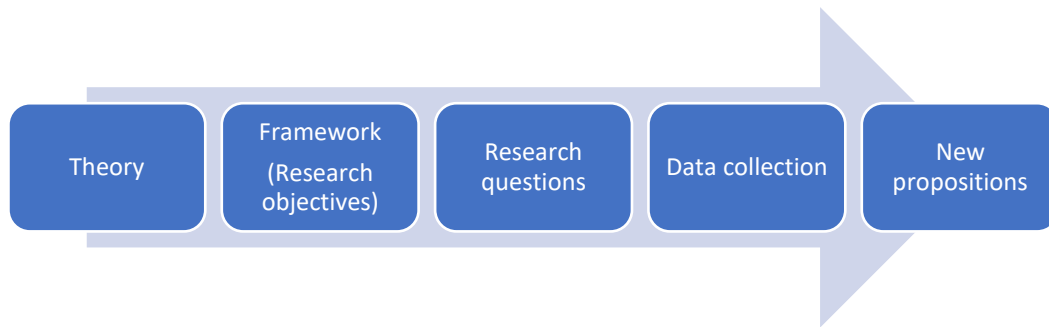 Theory
Framework
(Research
objectives)
Research
questions
Data collection
New
propositions